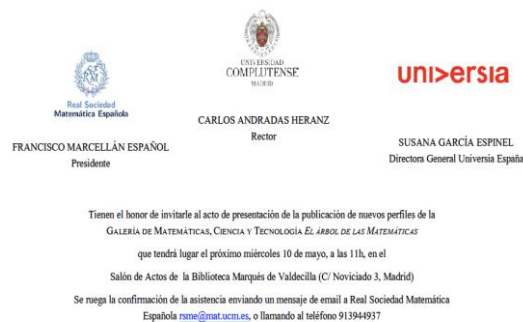 UNIVERSIDAD
COMPLUTENSE
MADRID
uni>ersia
Real Sociedad
Matemática Española
CARLOS ANDRADAS HERANZ
Rector
FRANCISCO MARCELLÁN ESPAÑOL
Presidente
SUSANA GARCÍA ESPINEL
Directora General Universia España
Tienen el honor de invitarle al acto de presentación de la publicación de nuevos perfiles de la
GALERÍA DE MATEMÁTICAS, CIENCIA Y TECNOLOGÍA EL ÁRBOL DE LAS MATEMÁTICAS
que tendrá lugar el próximo miércoles 10 de mayo, a las 11h, en el
Salón de Actos de la Biblioteca Marqués de Valdecilla (C/ Noviciado 3, Madrid)
Se ruega la confirmación de la asistencia enviando un mensaje de email a Real Sociedad Matemática
Española rsme@mat.ucm.es, o llamando al teléfono 913944937